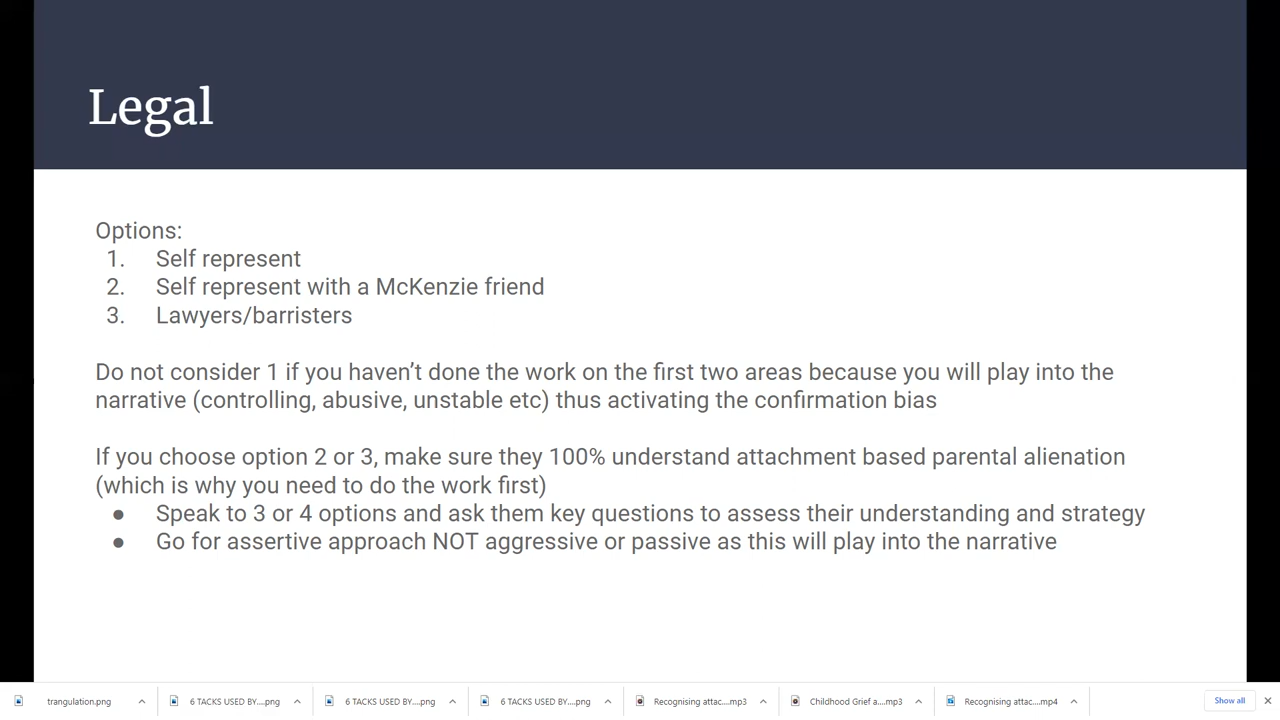 Legal
Options:
1. Self represent
2. Self represent with a McKenzie friend
3. Lawyers/barristers
Do not consider 1 if you haven’t done the work on the first two areas because you will play into the
narrative (controlling, abusive, unstable etc) thus activating the confirmation bias
If you choose option 2 or 3, make sure they 100% understand attachment based parental alienation
(which is why you need to do the work first)
● Speak to 3 or 4 options and ask them key questions to assess their understanding and strategy
● Go for assertive approach NOT aggressive or passive as this will play into the narrative
trangulation.png 6 TACKS USED BY....png 6 TACKS USED BY....png 6 TACKS USED BY....png Recognising attac....mp3 Childhood Grief a....mp3 Recognising attac....mp4 Show all